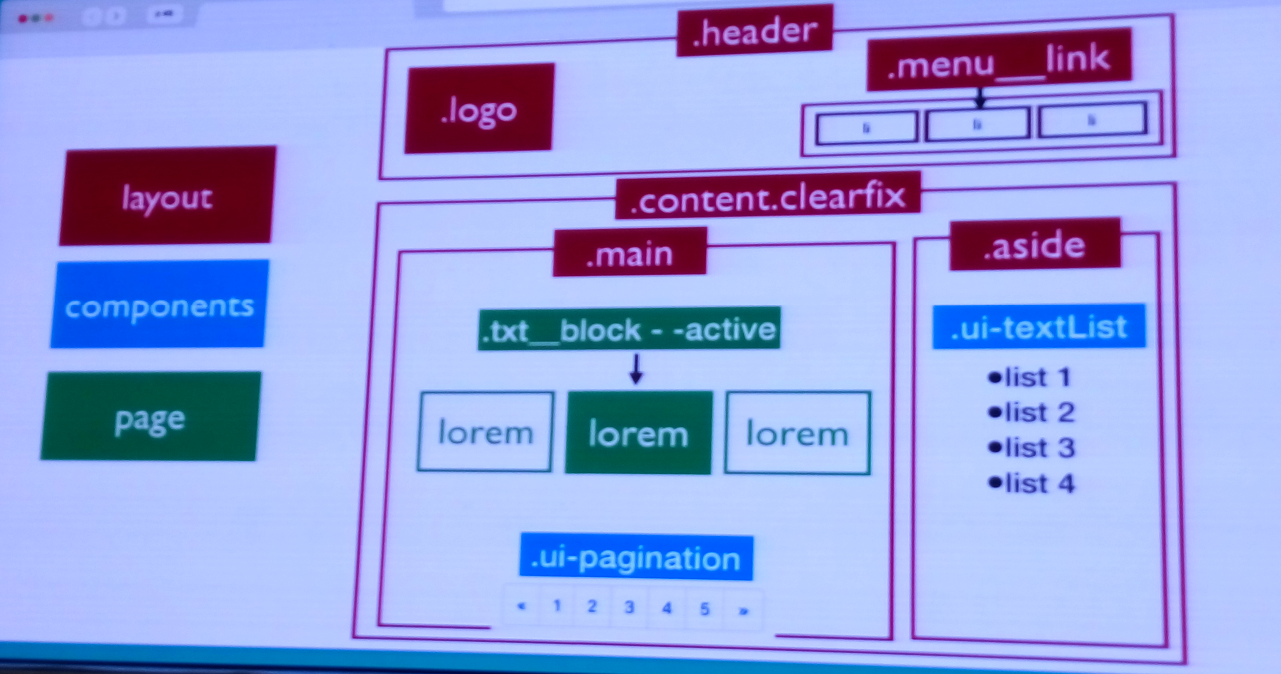 .header
.menu__link
.logo
li
li
li
layout
.content.clearfix
.main
.aside
components
.txt__block - -active
.ui-textList
•list 1
•list 2
•list 3
•list 4
page
lorem
lorem
lorem
.ui-pagination
« 1 2 3 4 5 »